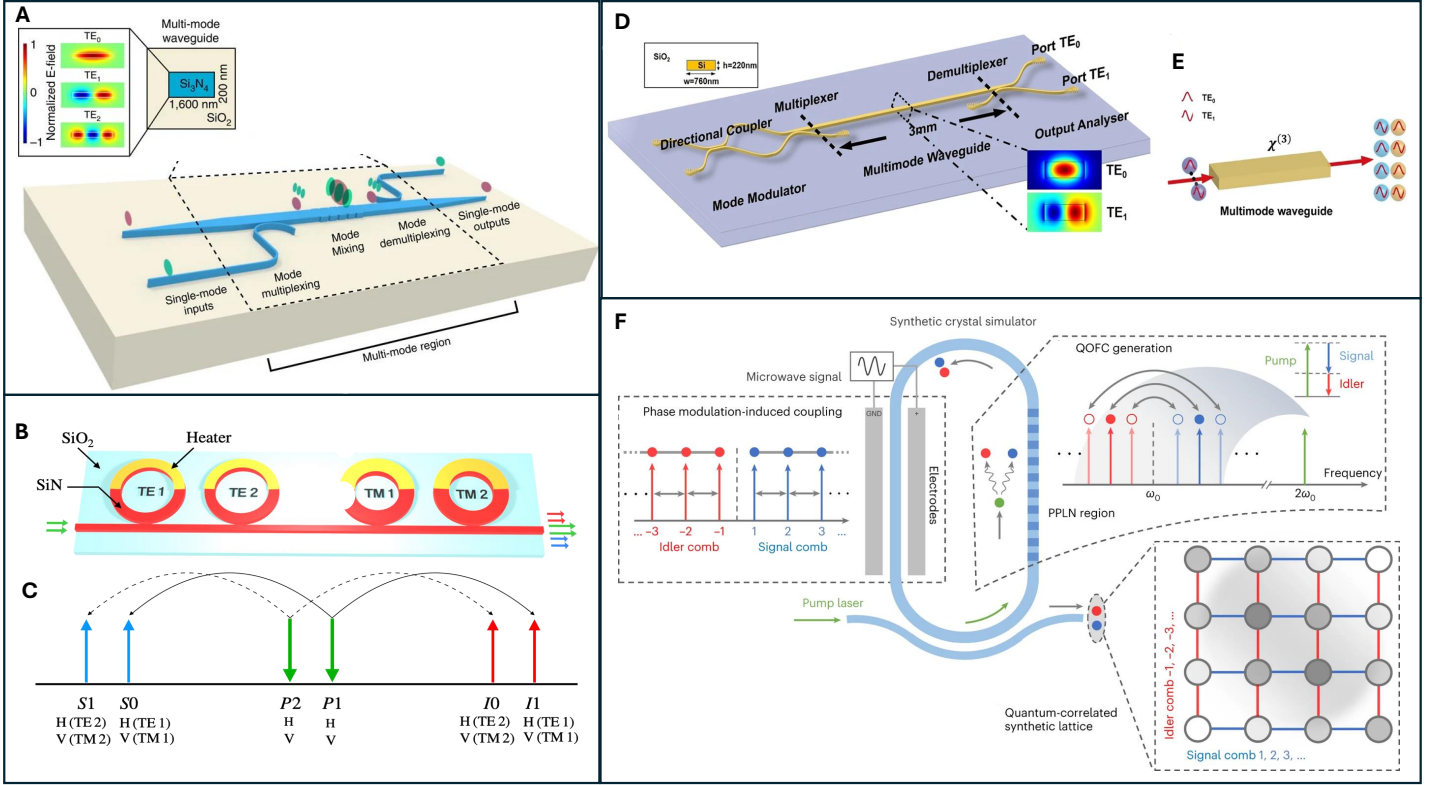 A
Multi-mode
waveguide
Normalized E-field
1
0
−1
TE0
TE1
TE2
Si3N4
1,600 nm
200 nm
SiO2
Single-mode
inputs
Mode
multiplexing
Mode
Mixing
Mode
demultiplexing
Single-mode
outputs
Multi-mode region
B
SiO2
Heater
SiN
TE 1
TE 2
TM 1
TM 2
C
S1 S0 P2 P1 I0 I1
H (TE 2) H (TE 1) H H H (TE 2) H (TE 1)
V (TM 2) V (TM 1) V V V (TM 2) V (TM 1)
D
SiO2
Si
h=220nm
w=760nm
Port TE0
Port TE1
Demultiplexer
Multiplexer
Directional Coupler
3mm
Output Analyser
Multimode Waveguide
Mode Modulator
TE0
TE1
E
TE0
TE1
χ(3)
Multimode waveguide
F
Synthetic crystal simulator
Microwave signal
GND
+
Electrodes
Phase modulation-induced coupling
... −3 −2 −1 1 2 3 ...
Idler comb Signal comb
QOFC generation
Pump
Signal
Idler
Frequency
ω0
2ω0
PPLN region
Pump laser
Quantum-correlated
synthetic lattice
Idler comb −1, −2, −3, ...
Signal comb 1, 2, 3, ...